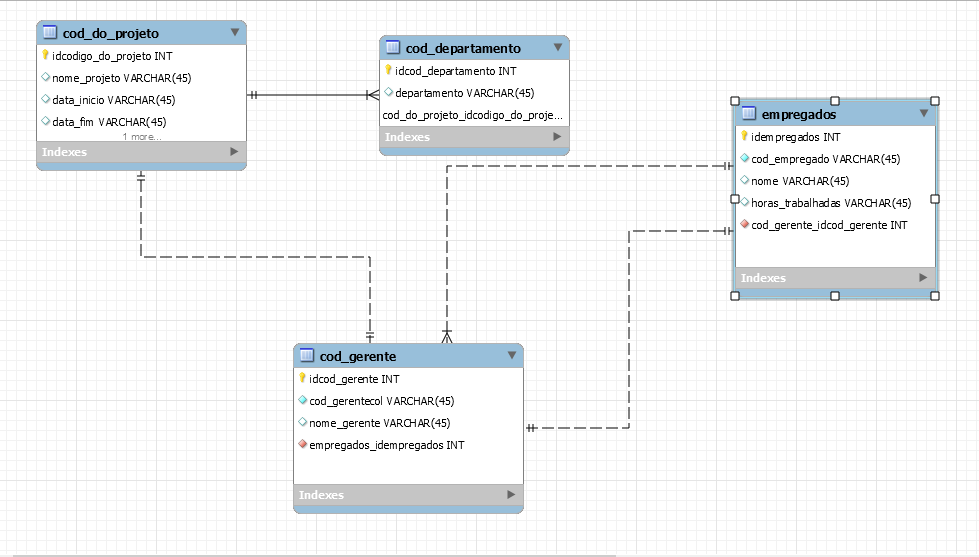 cod_do_projeto
idcodigo_do_projeto INT
nome_projeto VARCHAR(45)
data_inicio VARCHAR(45)
data_fim VARCHAR(45)
1 more...
Indexes
cod_departamento
idcod_departamento INT
departamento VARCHAR(45)
cod_do_projeto_idcodigo_do_proje...
Indexes
empregados
idempregados INT
cod_empregado VARCHAR(45)
nome VARCHAR(45)
horas_trabalhadas VARCHAR(45)
cod_gerente_idcod_gerente INT
Indexes
cod_gerente
idcod_gerente INT
cod_gerentecol VARCHAR(45)
nome_gerente VARCHAR(45)
empregados_idempregados INT
Indexes